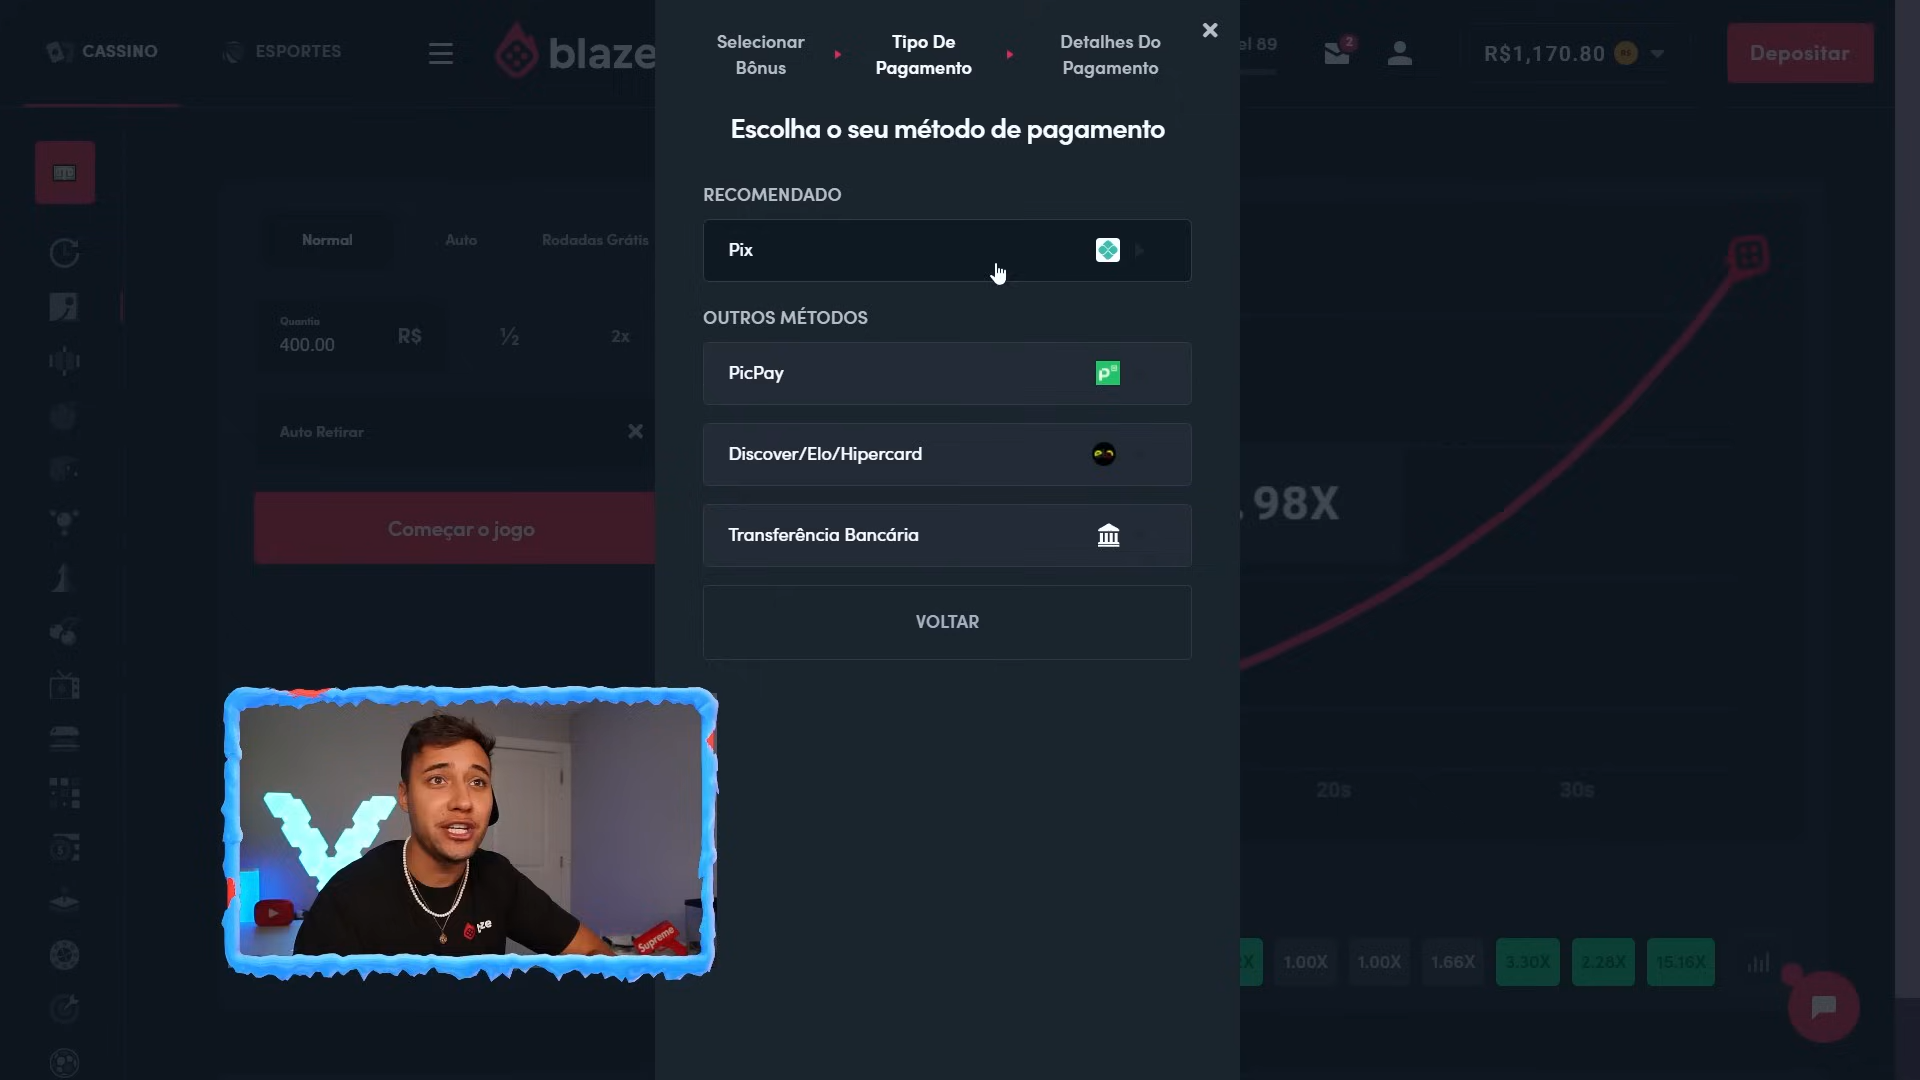 CASSINO
ESPORTES
blaze
Selecionar
Bônus
Tipo De
Pagamento
Detalhes Do
Pagamento
el 89
2
R$1,170.80
Depositar
Escolha o seu método de pagamento
RECOMENDADO
Pix
OUTROS MÉTODOS
PicPay
Discover/Elo/Hipercard
Transferência Bancária
VOLTAR
Normal
Auto
Rodadas Grátis
Quantia
400.00
R$
½
2x
Auto Retirar
Começar o jogo
.98X
20s
30s
X
1.00X
1.00X
1.66X
3.30X
2.28X
15.16X
Supreme